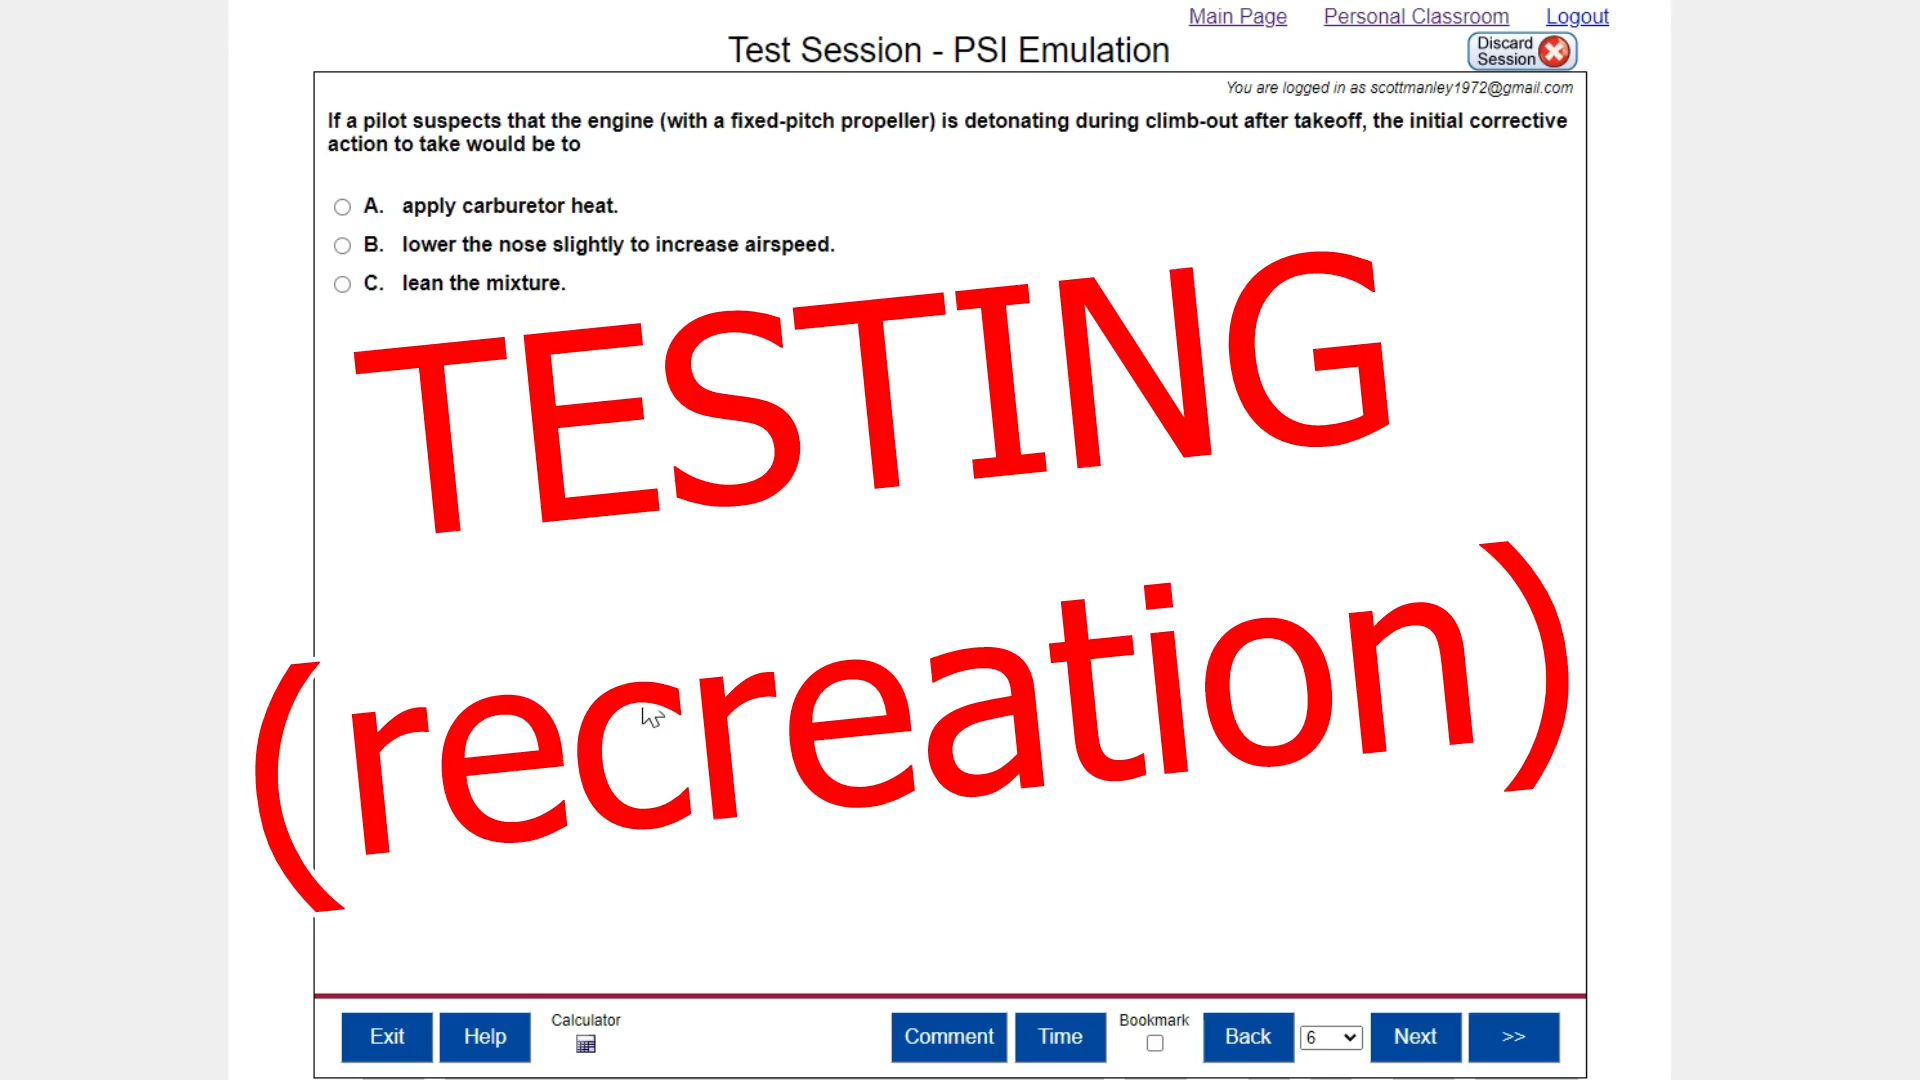 Main Page Personal Classroom Logout
Test Session - PSI Emulation
Discard
Session
You are logged in as scottmanley1972@gmail.com
If a pilot suspects that the engine (with a fixed-pitch propeller) is detonating during climb-out after takeoff, the initial corrective
action to take would be to
A. apply carburetor heat.
B. lower the nose slightly to increase airspeed.
C. lean the mixture.
TESTING
(recreation)
Exit Help Calculator Comment Time Bookmark Back 6 Next >>